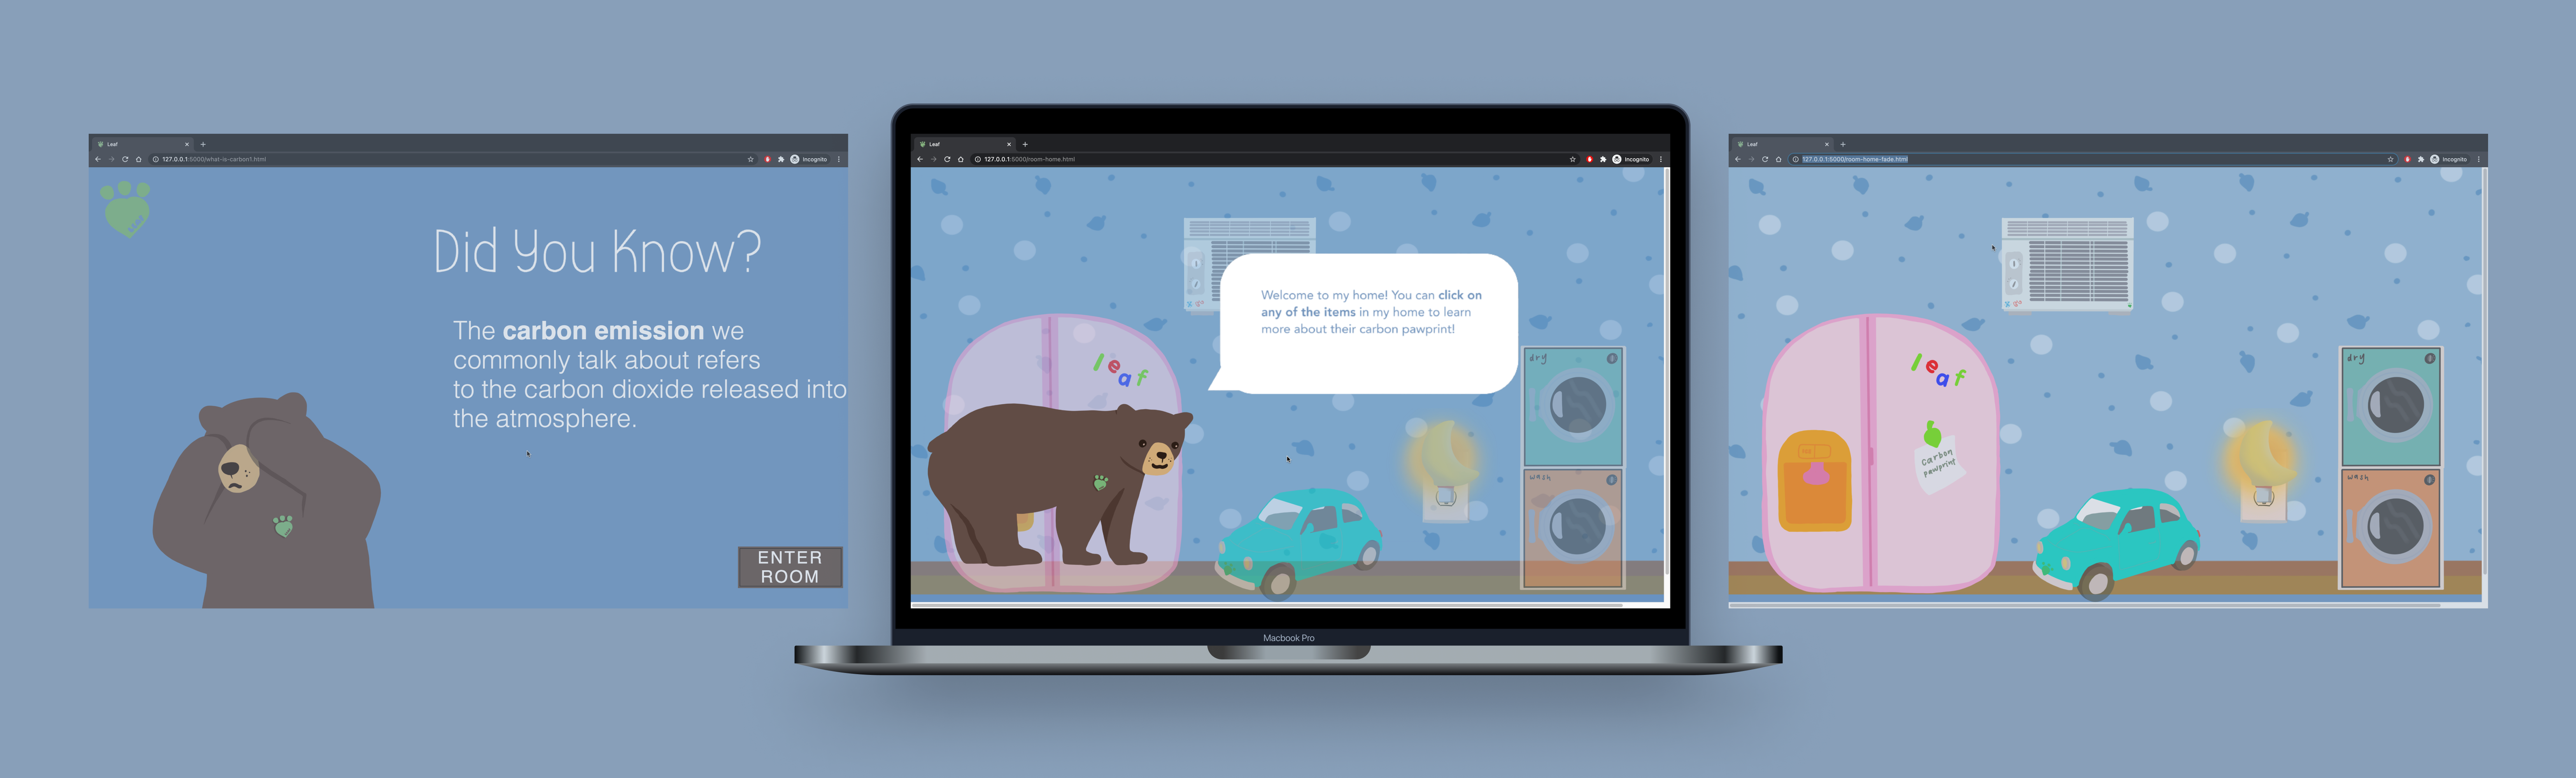 Leaf
127.0.0.1:5000/what-is-carbon1.html
Incognito
Did You Know?
The carbon emission we
commonly talk about refers
to the carbon dioxide released into
the atmosphere.
ENTER
ROOM
Leaf
127.0.0.1:5000/room-home.html
Incognito
Welcome to my home! You can click on
any of the items in my home to learn
more about their carbon pawprint!
leaf
dry
wash
Macbook Pro
Leaf
127.0.0.1:5000/room-home-fade.html
Incognito
leaf
carbon
pawprint
dry
wash